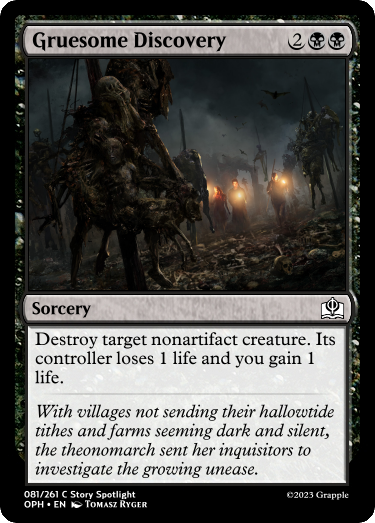 Gruesome Discovery 2
Sorcery
Destroy target nonartifact creature. Its
controller loses 1 life and you gain 1
life.
With villages not sending their hallowtide
tithes and farms seeming dark and silent,
the theonomarch sent her inquisitors to
investigate the growing unease.
081/261 C Story Spotlight
OPH • EN Tomasz Ryger
©2023 Grapple